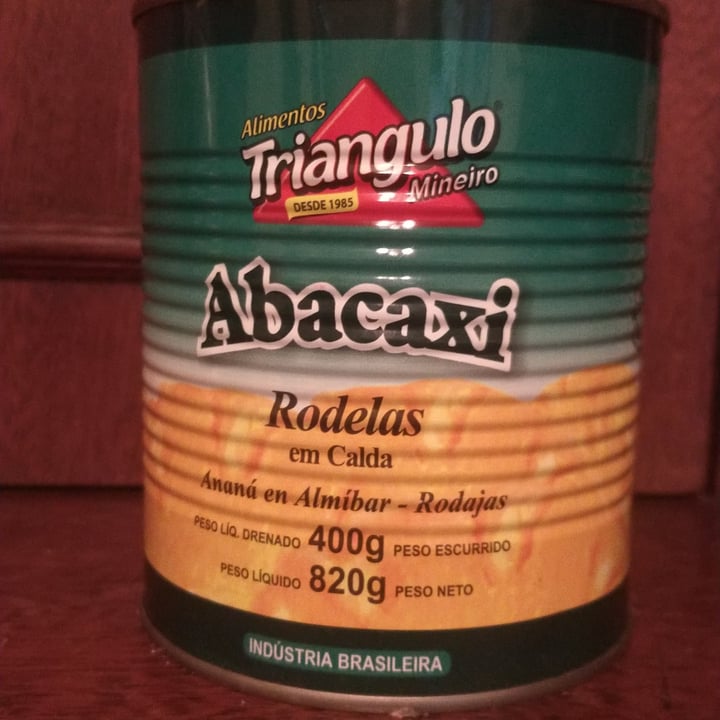 Alimentos
Triangulo
Mineiro
DESDE 1985
Abacaxi
Rodelas
em Calda
Ananá en Almíbar - Rodajas
PESO LÍQ. DRENADO 400g PESO ESCURRIDO
PESO LÍQUIDO 820g PESO NETO
INDÚSTRIA BRASILEIRA